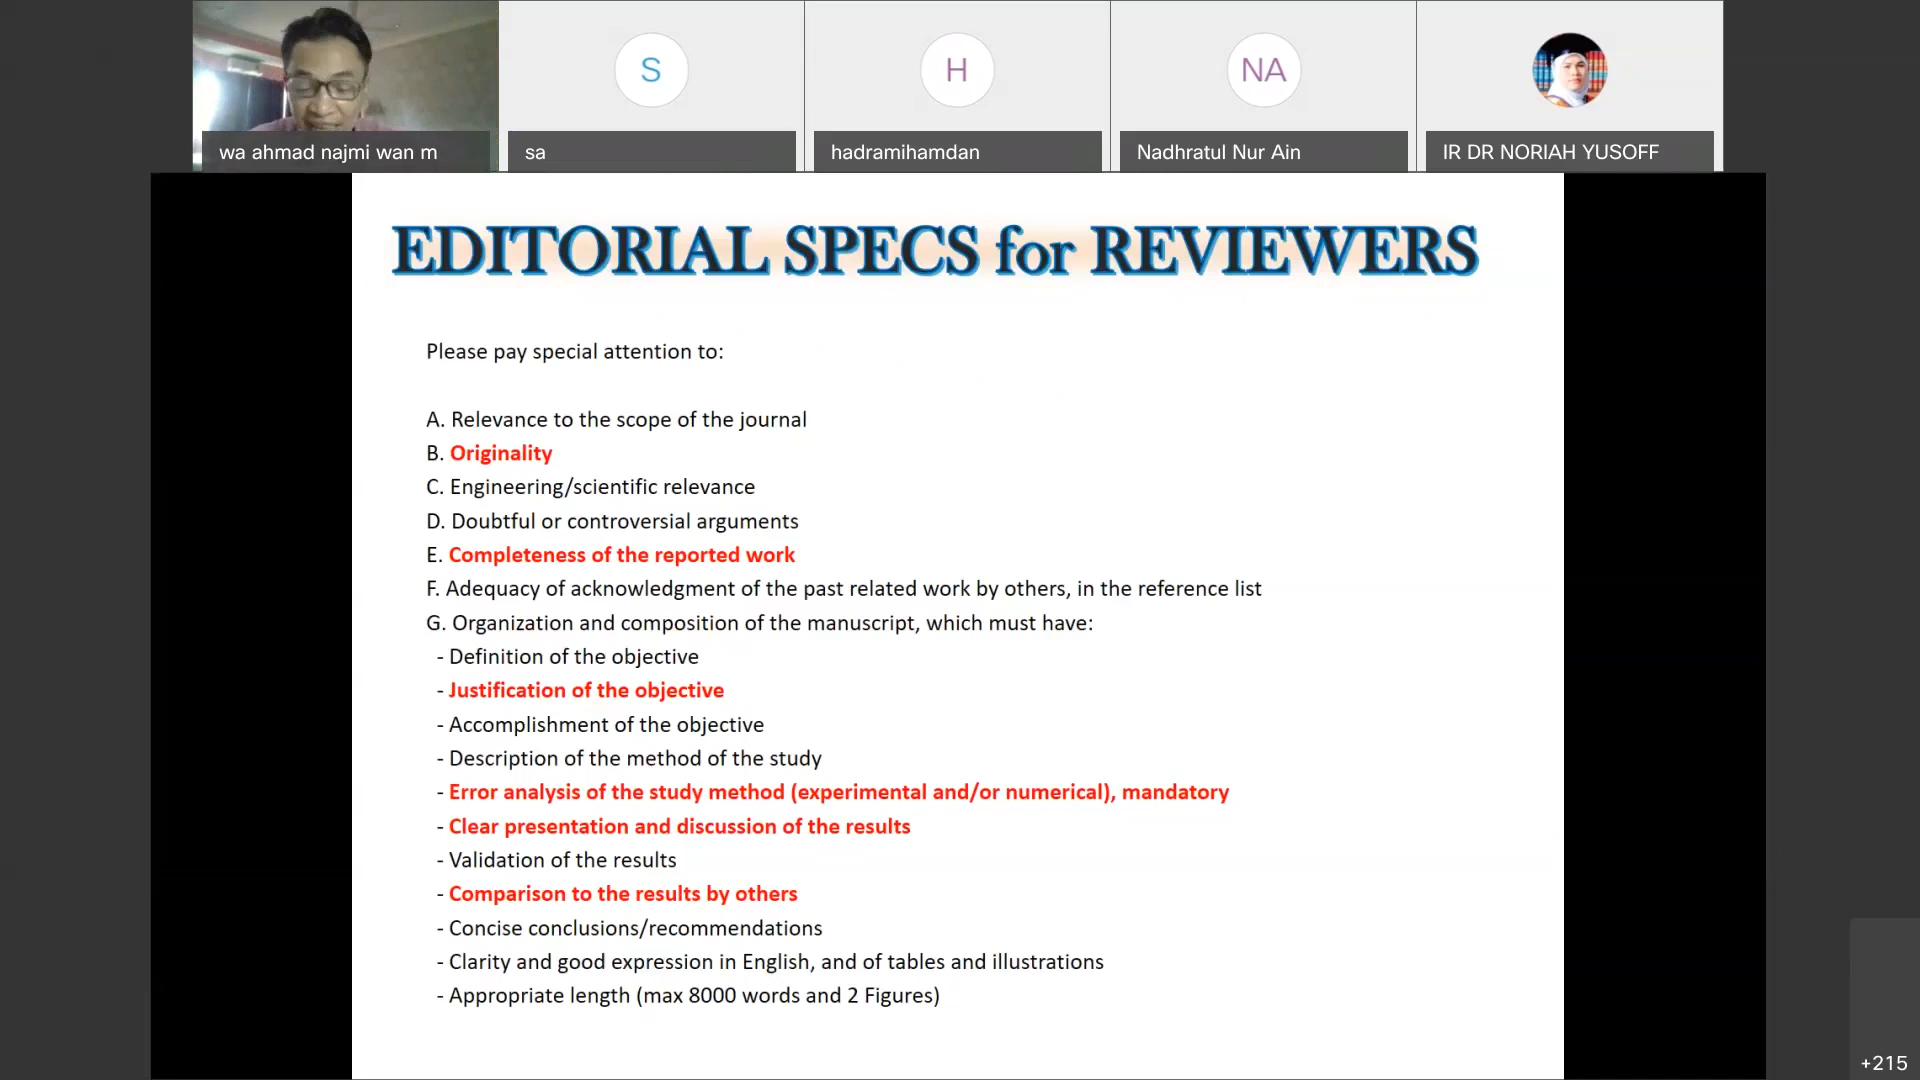 S
H
NA
wa ahmad najmi wan m
sa
hadramihamdan
Nadhratul Nur Ain
IR DR NORIAH YUSOFF
EDITORIAL SPECS for REVIEWERS
Please pay special attention to:
A. Relevance to the scope of the journal
B. Originality
C. Engineering/scientific relevance
D. Doubtful or controversial arguments
E. Completeness of the reported work
F. Adequacy of acknowledgment of the past related work by others, in the reference list
G. Organization and composition of the manuscript, which must have:
- Definition of the objective
- Justification of the objective
- Accomplishment of the objective
- Description of the method of the study
- Error analysis of the study method (experimental and/or numerical), mandatory
- Clear presentation and discussion of the results
- Validation of the results
- Comparison to the results by others
- Concise conclusions/recommendations
- Clarity and good expression in English, and of tables and illustrations
- Appropriate length (max 8000 words and 2 Figures)
+215